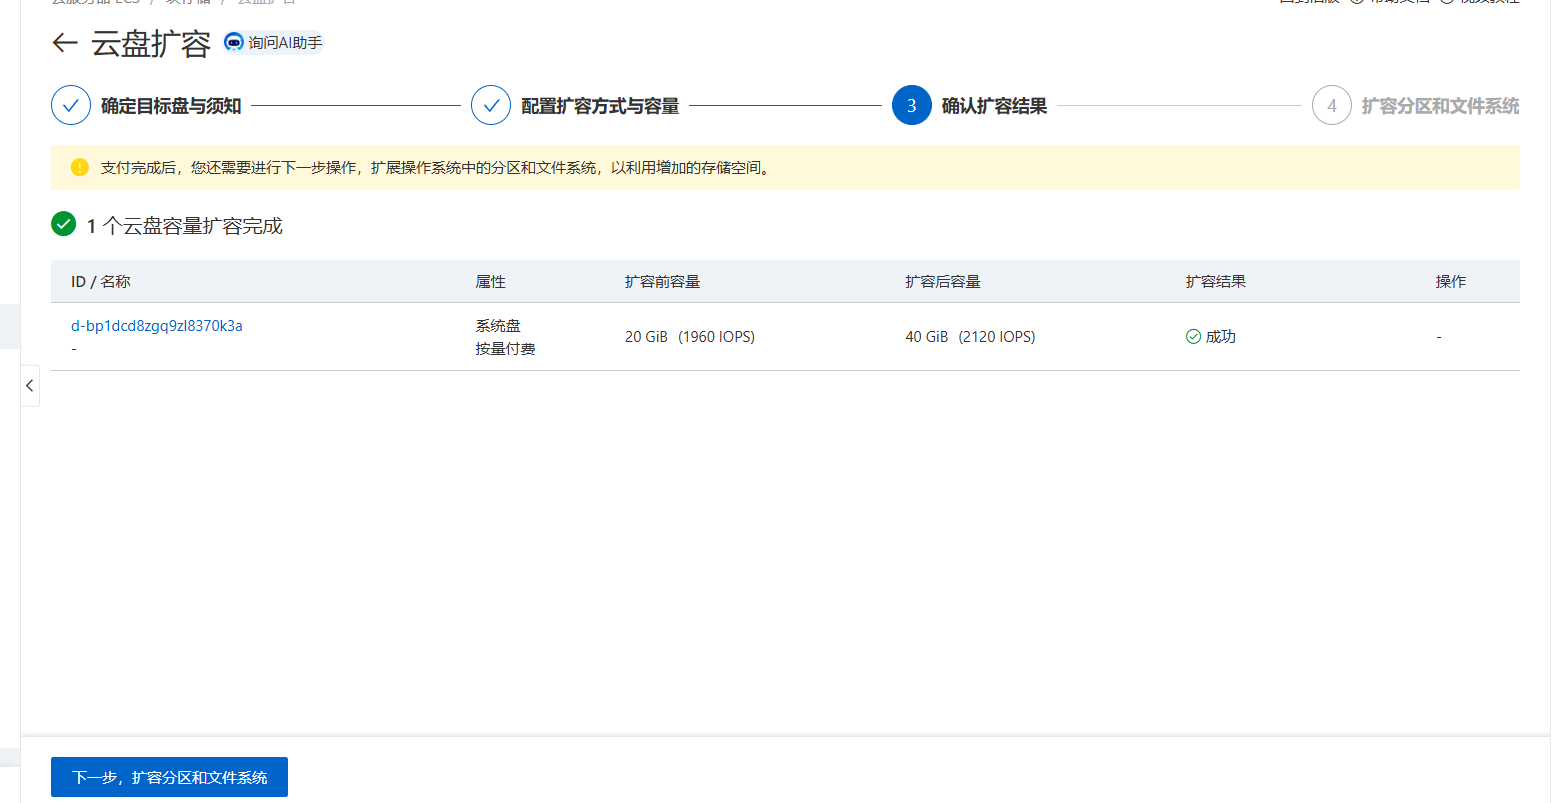 云盘扩容 询问AI助手
确定目标盘与须知 配置扩容方式与容量 3 确认扩容结果 4 扩容分区和文件系统
支付完成后，您还需要进行下一步操作，扩展操作系统中的分区和文件系统，以利用增加的存储空间。
1 个云盘容量扩容完成
ID / 名称 属性 扩容前容量 扩容后容量 扩容结果 操作
d-bp1dcd8zgq9zl8370k3a 系统盘 20 GiB (1960 IOPS) 40 GiB (2120 IOPS) 成功 -
- 按量付费
下一步，扩容分区和文件系统